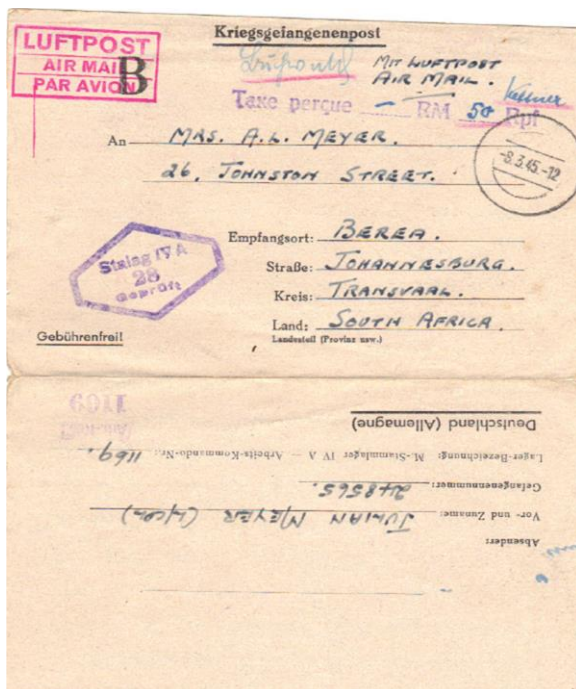 Kriegsgefangenenpost
LUFTPOST
AIR MAIL
PAR AVION
B
MIT LUFTPOST
AIR MAIL.
Taxe perçue - RM 50 Rpf
An MRS. A.L. MEYER.
26, JOHNSTON STREET.
-8.3.45.-12
Empfangsort: BEREA.
Straße: JOHANNESBURG.
Kreis: TRANSVAAL.
Land: SOUTH AFRICA.
Landesteil (Provinz usw.)
Stalag IV A
28
Geprüft
Gebührenfrei!
1169
Deutschland (Allemagne)
Lager-Bezeichnung: M.-Stammlager IV A — Arbeits-Kommando-Nr.: 1169.
Gefangenennummer: 248565.
Vor- und Zuname: JULIAN MEYER (L/CPL)
Absender: